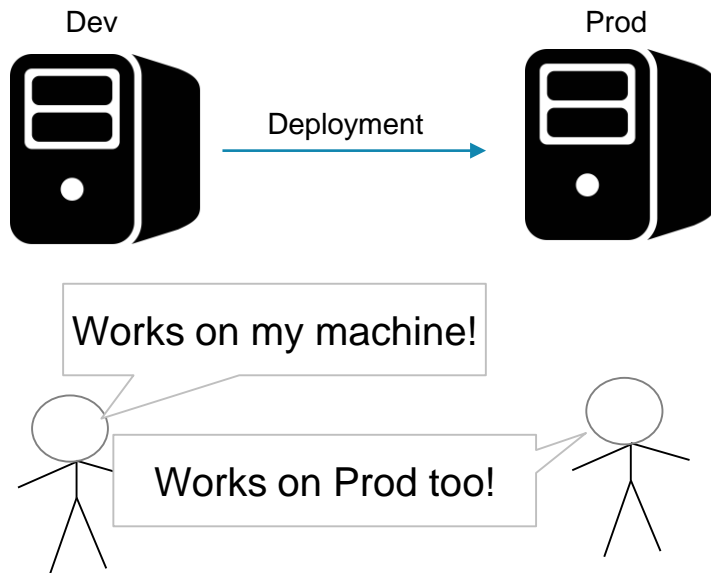 Dev
Prod
Deployment
Works on my machine!
Works on Prod too!